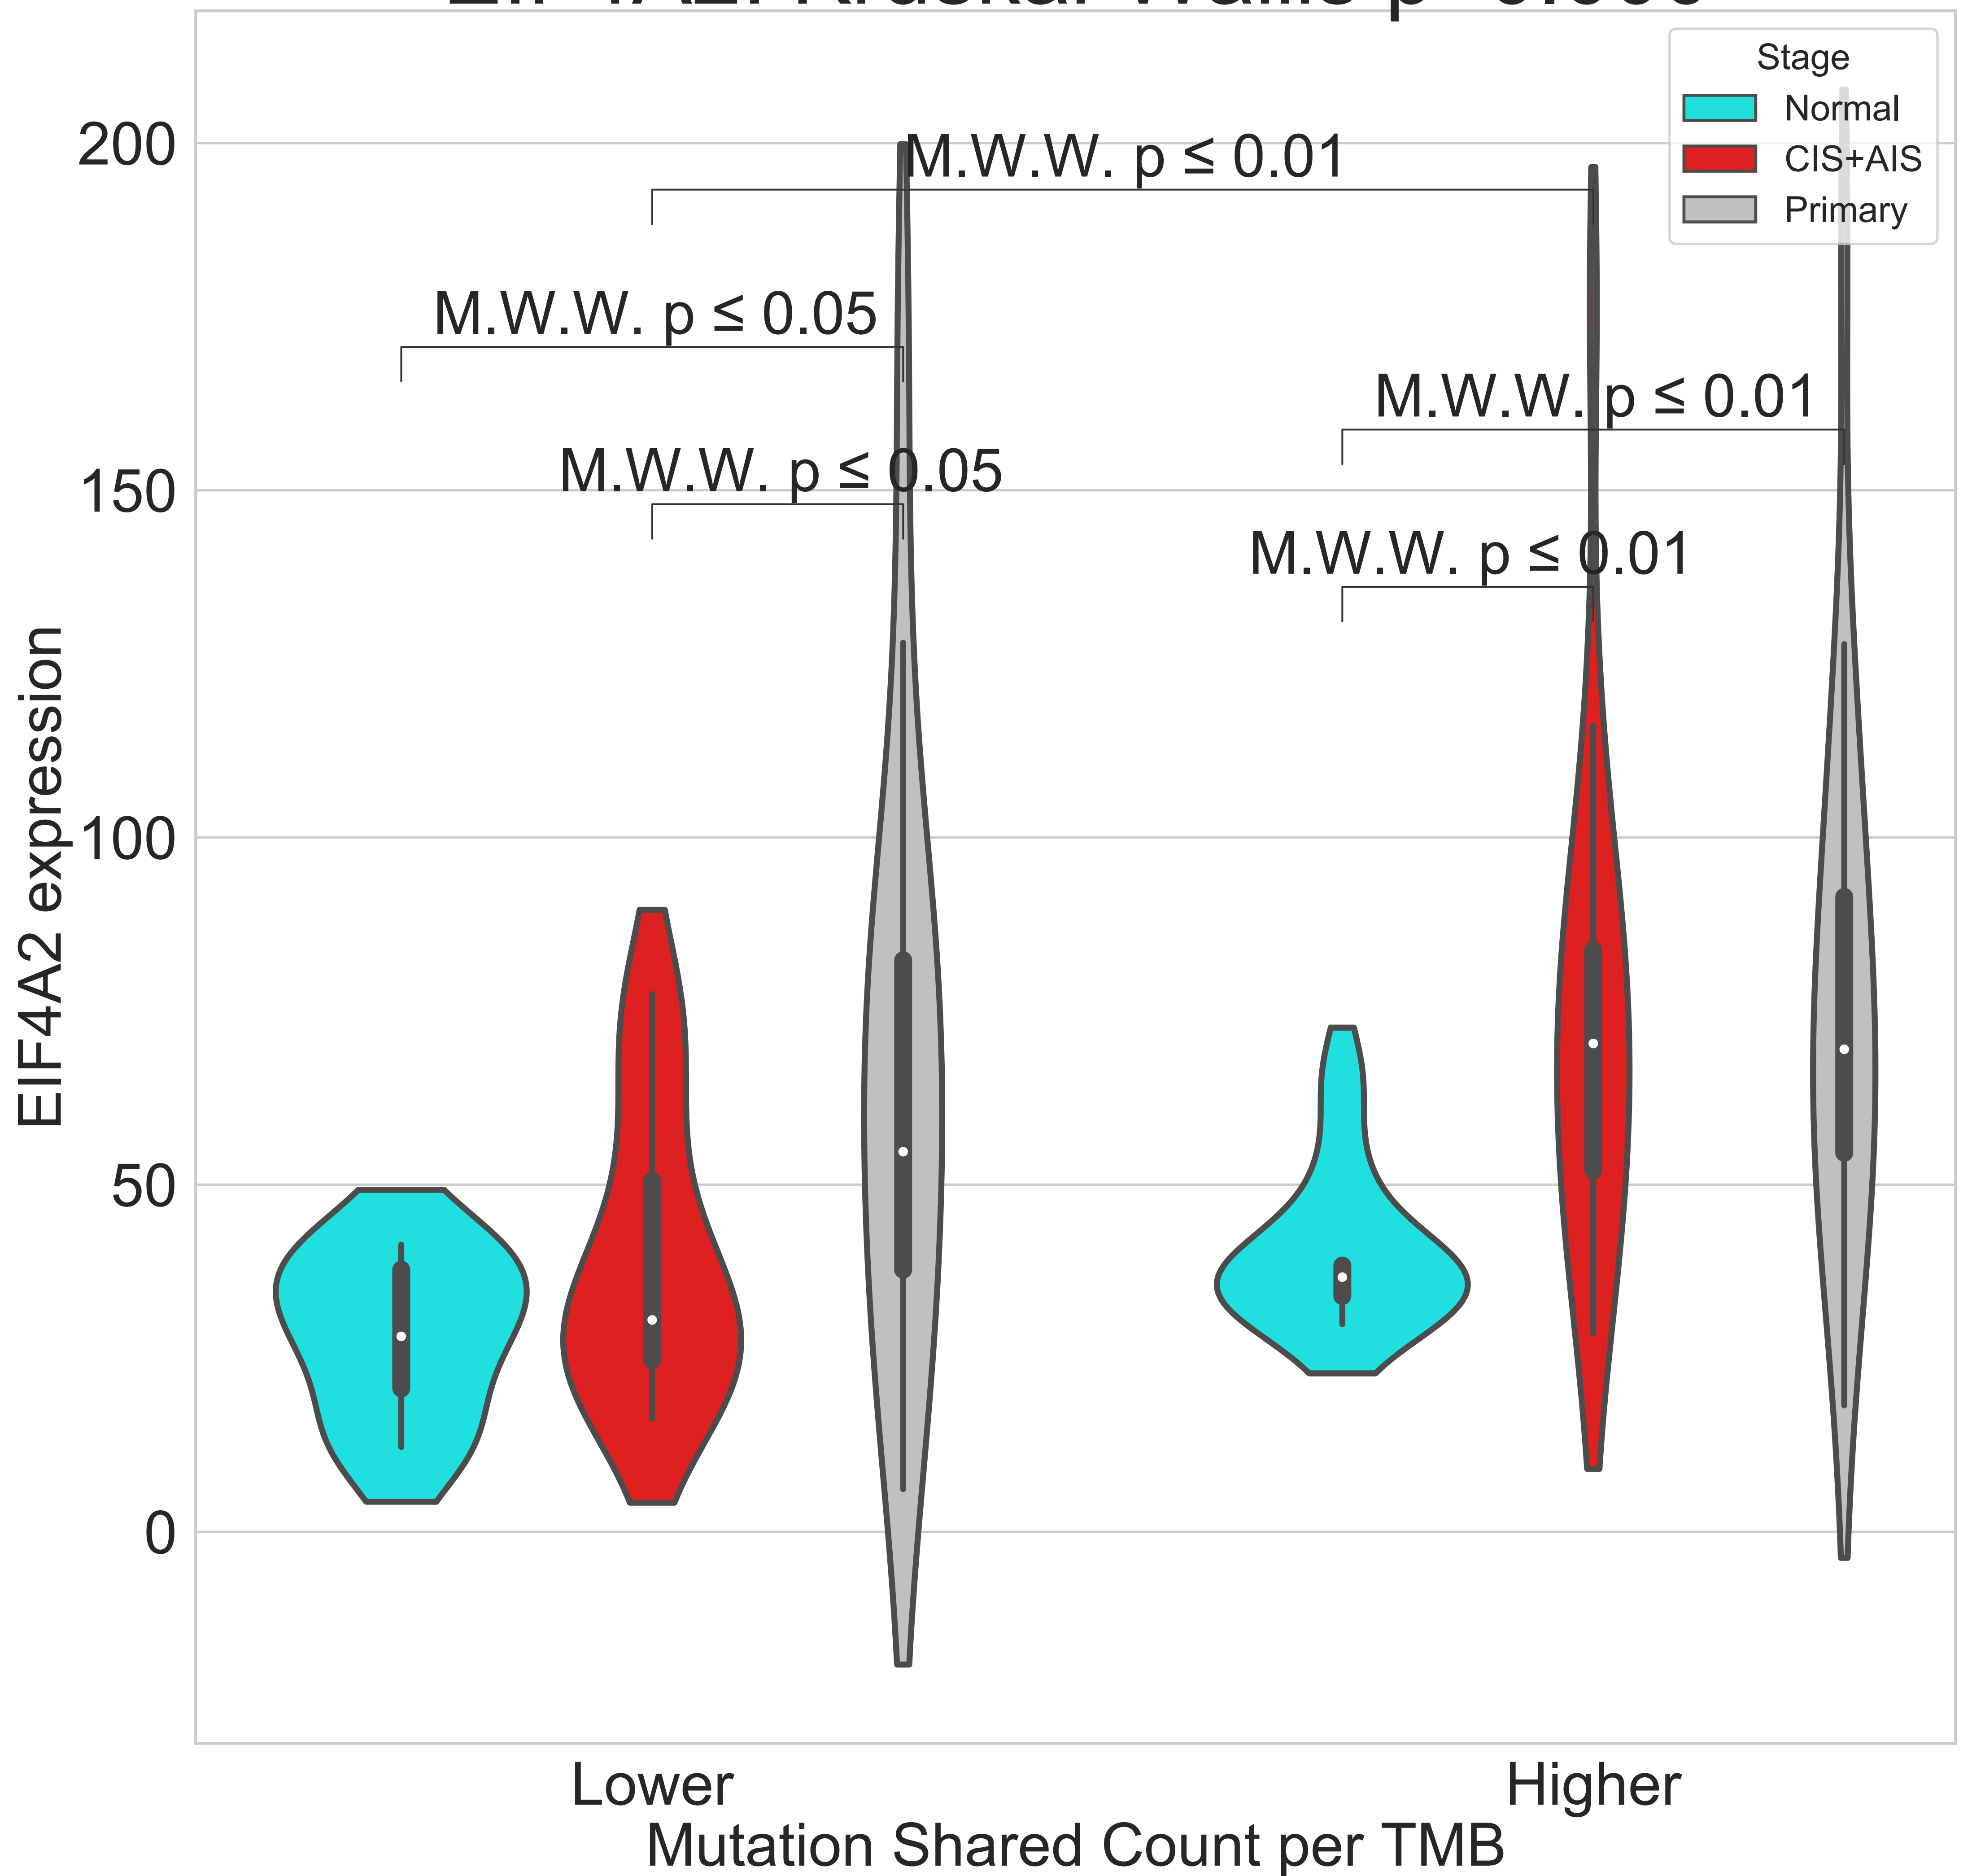 Stage
Normal
CIS+AIS
Primary
200
150
100
50
0
EIF4A2 expression
M.W.W. p ≤ 0.01
M.W.W. p ≤ 0.05
M.W.W. p ≤ 0.01
M.W.W. p ≤ 0.05
M.W.W. p ≤ 0.01
Lower
Higher
Mutation Shared Count per TMB